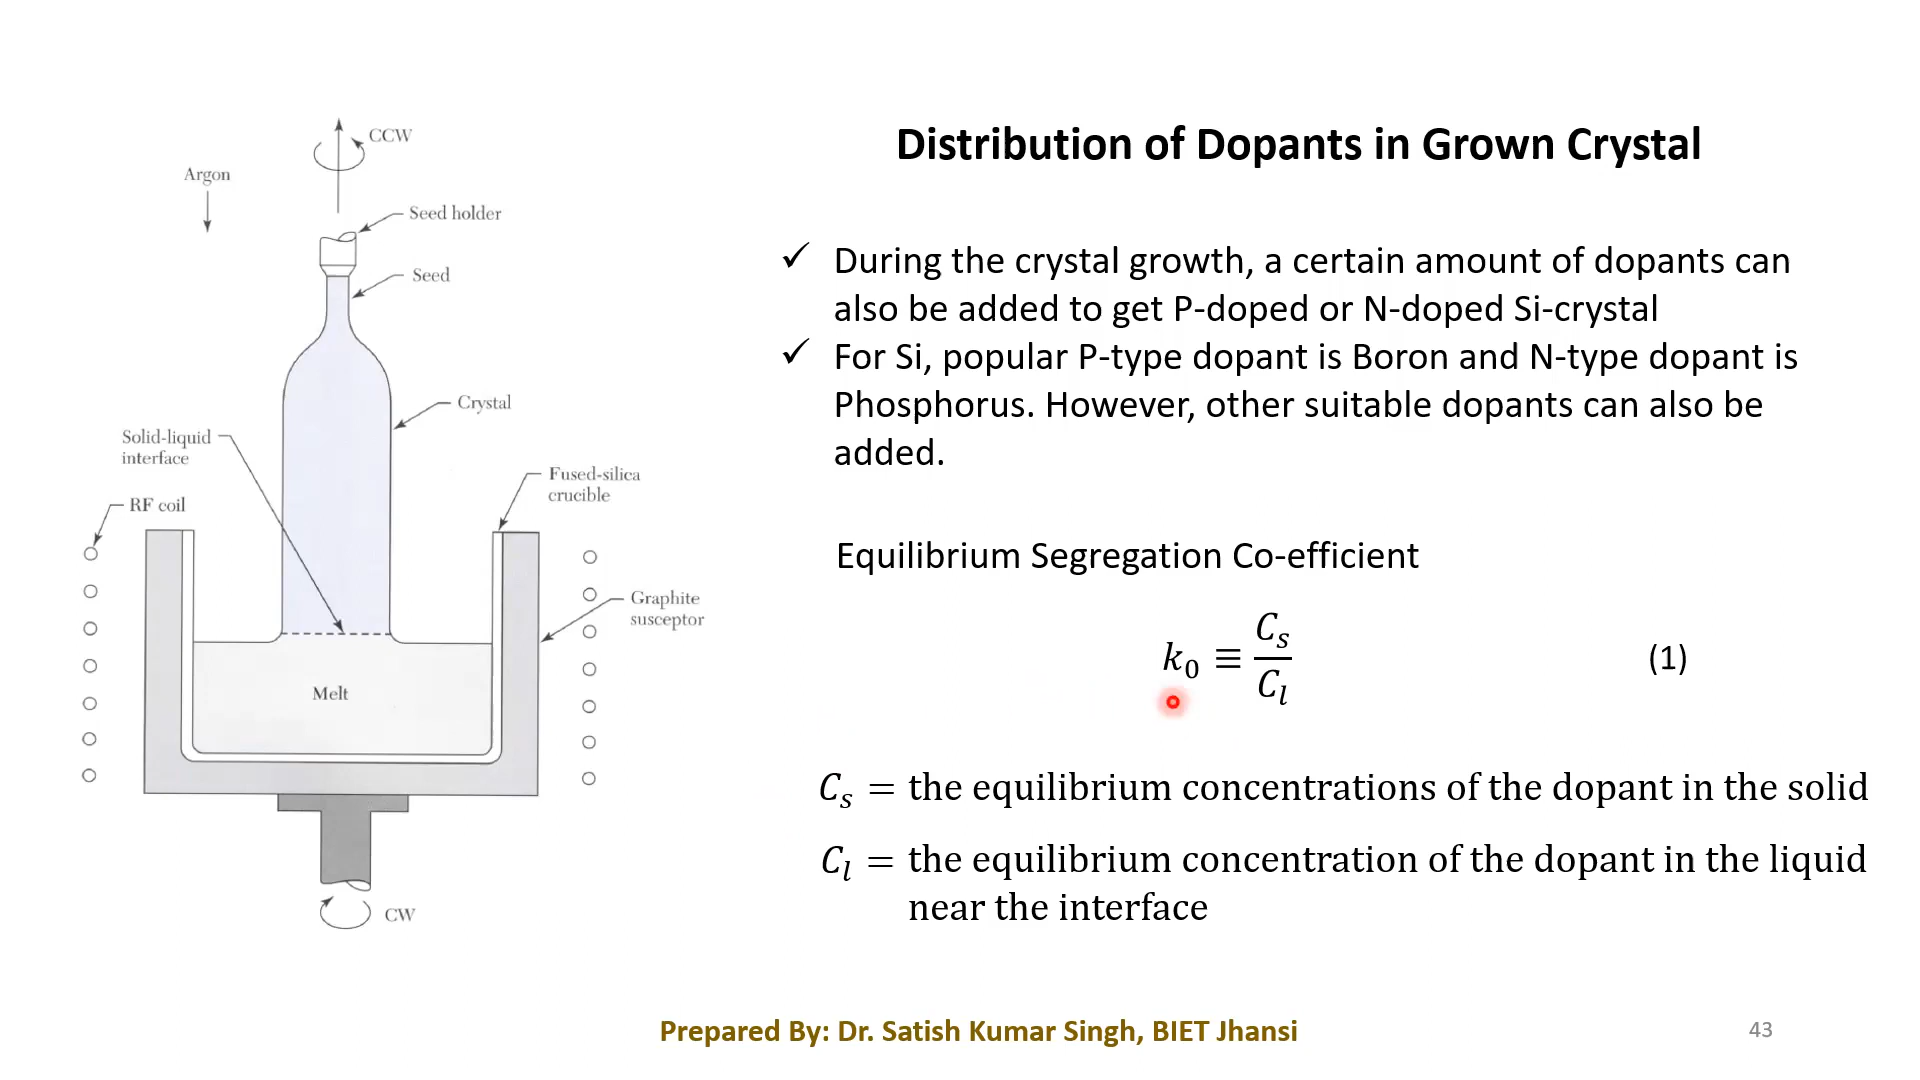 CCW
Argon
Seed holder
Seed
Crystal
Solid-liquid
interface
Fused-silica
crucible
RF coil
Graphite
susceptor
Melt
CW
Distribution of Dopants in Grown Crystal
✓ During the crystal growth, a certain amount of dopants can
also be added to get P-doped or N-doped Si-crystal
✓ For Si, popular P-type dopant is Boron and N-type dopant is
Phosphorus. However, other suitable dopants can also be
added.
Equilibrium Segregation Co-efficient
k₀ ≡ Cₛ/Cₗ (1)
Cₛ = the equilibrium concentrations of the dopant in the solid
Cₗ = the equilibrium concentration of the dopant in the liquid
near the interface
Prepared By: Dr. Satish Kumar Singh, BIET Jhansi
43